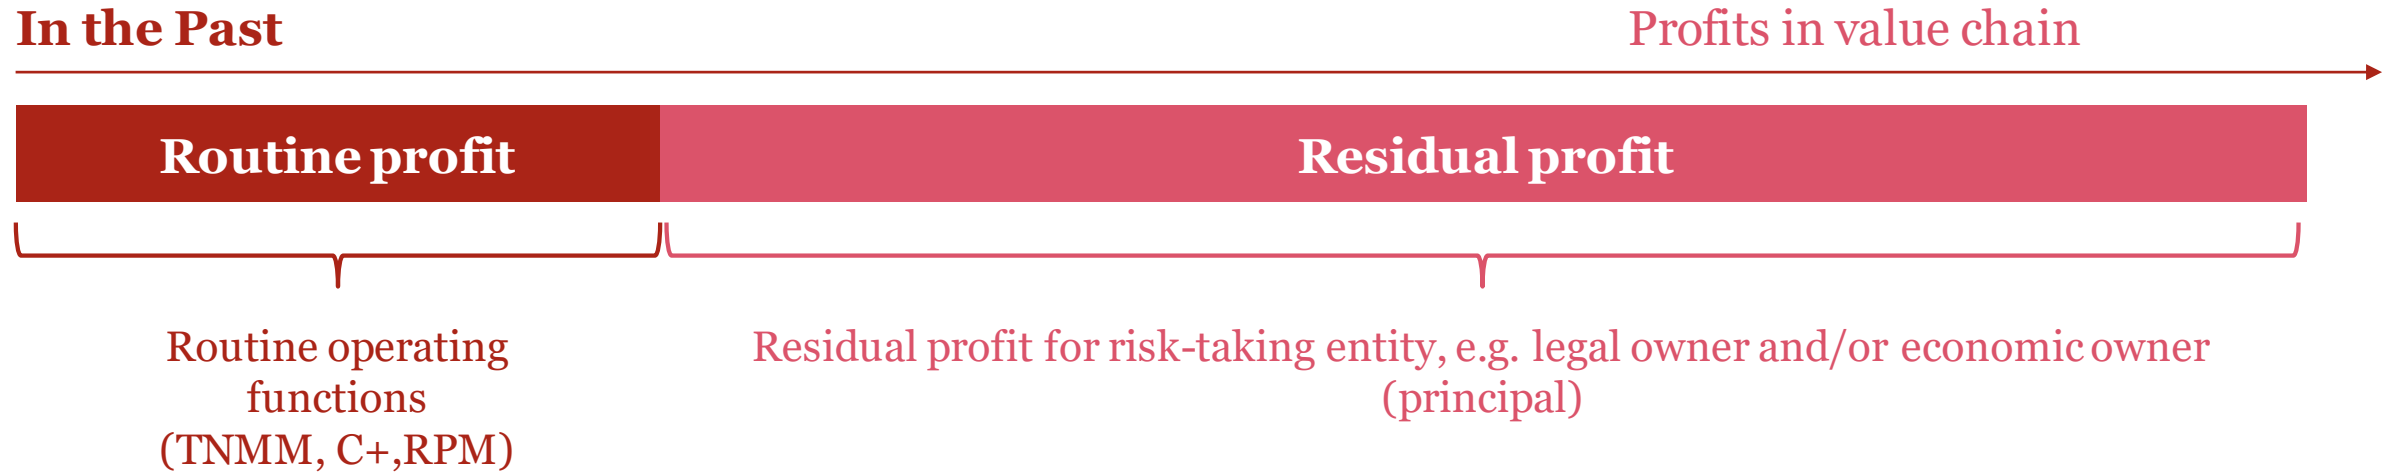 In the Past
Profits in value chain
Routine profit
Residual profit
Routine operating
functions
(TNMM, C+,RPM)
Residual profit for risk-taking entity, e.g. legal owner and/or economic owner
(principal)